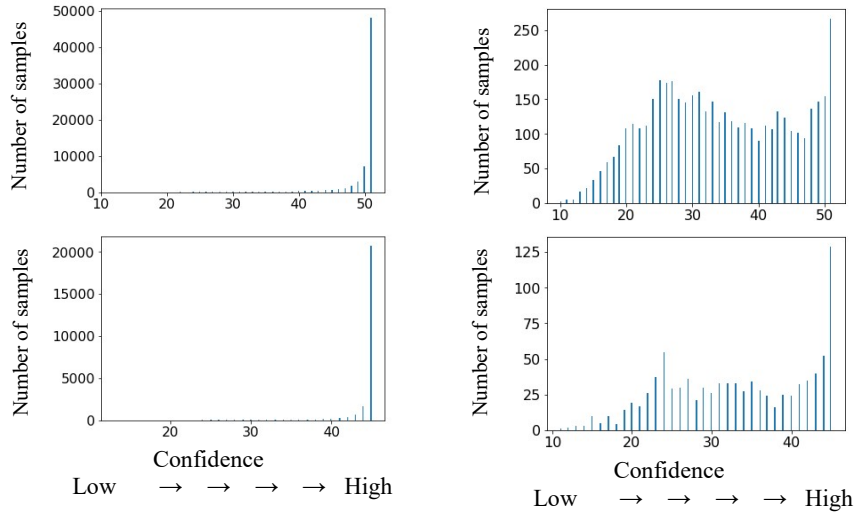 Number of samples
50000
40000
30000
20000
10000
0
10 20 30 40 50
Number of samples
250
200
150
100
50
0
10 20 30 40 50
Number of samples
20000
15000
10000
5000
0
20 30 40
Confidence
Low → → → → High
Number of samples
125
100
75
50
25
0
10 20 30 40
Confidence
Low → → → → High